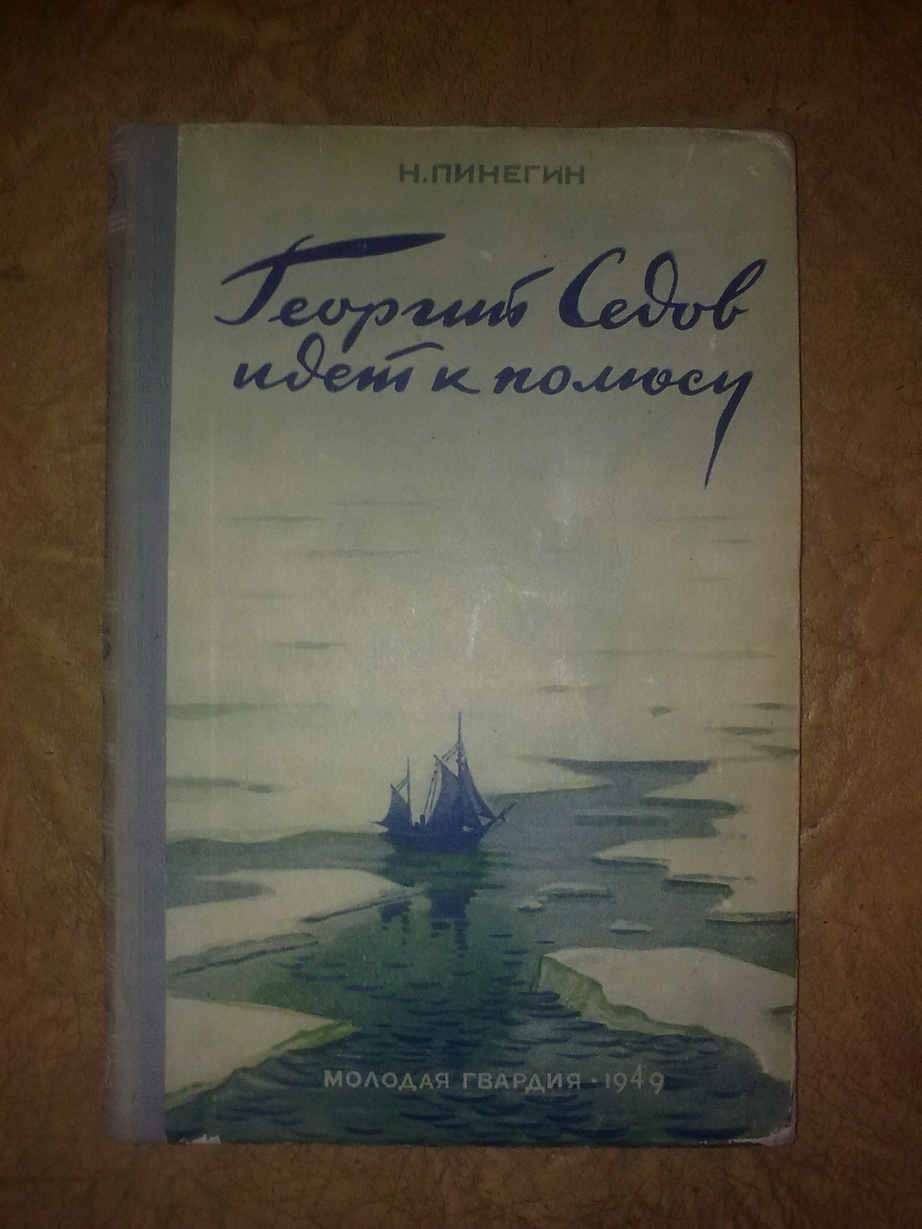 Н. ПИНЕГИН
Георгий Седов
идет к полюсу
МОЛОДАЯ ГВАРДИЯ · 1949